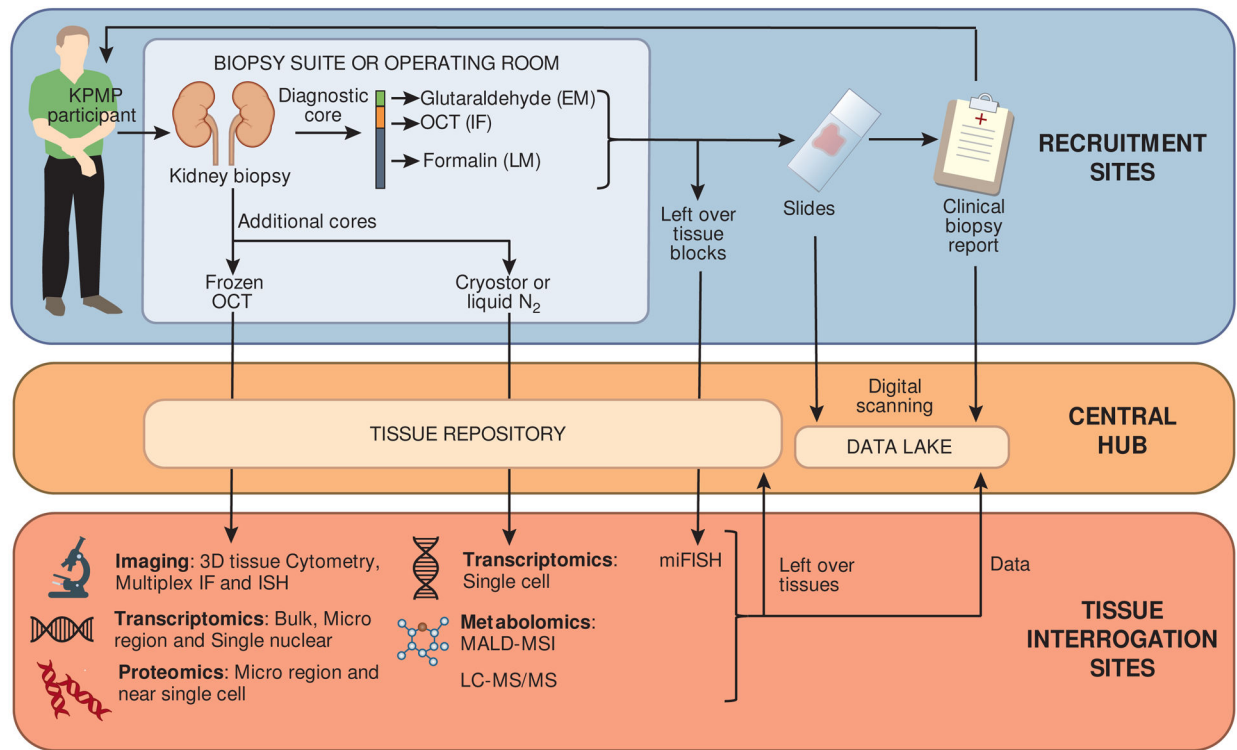 BIOPSY SUITE OR OPERATING ROOM
KPMP
participant
Diagnostic
core
Glutaraldehyde (EM)
OCT (IF)
Formalin (LM)
Kidney biopsy
Additional cores
Frozen
OCT
Cryostor or
liquid N₂
Left over
tissue
blocks
Slides
Clinical
biopsy
report
RECRUITMENT
SITES
TISSUE REPOSITORY
Digital
scanning
DATA LAKE
CENTRAL
HUB
Imaging: 3D tissue Cytometry,
Multiplex IF and ISH
Transcriptomics: Bulk, Micro
region and Single nuclear
Proteomics: Micro region and
near single cell
Transcriptomics:
Single cell
Metabolomics:
MALD-MSI
LC-MS/MS
miFISH
Left over
tissues
Data
TISSUE
INTERROGATION
SITES